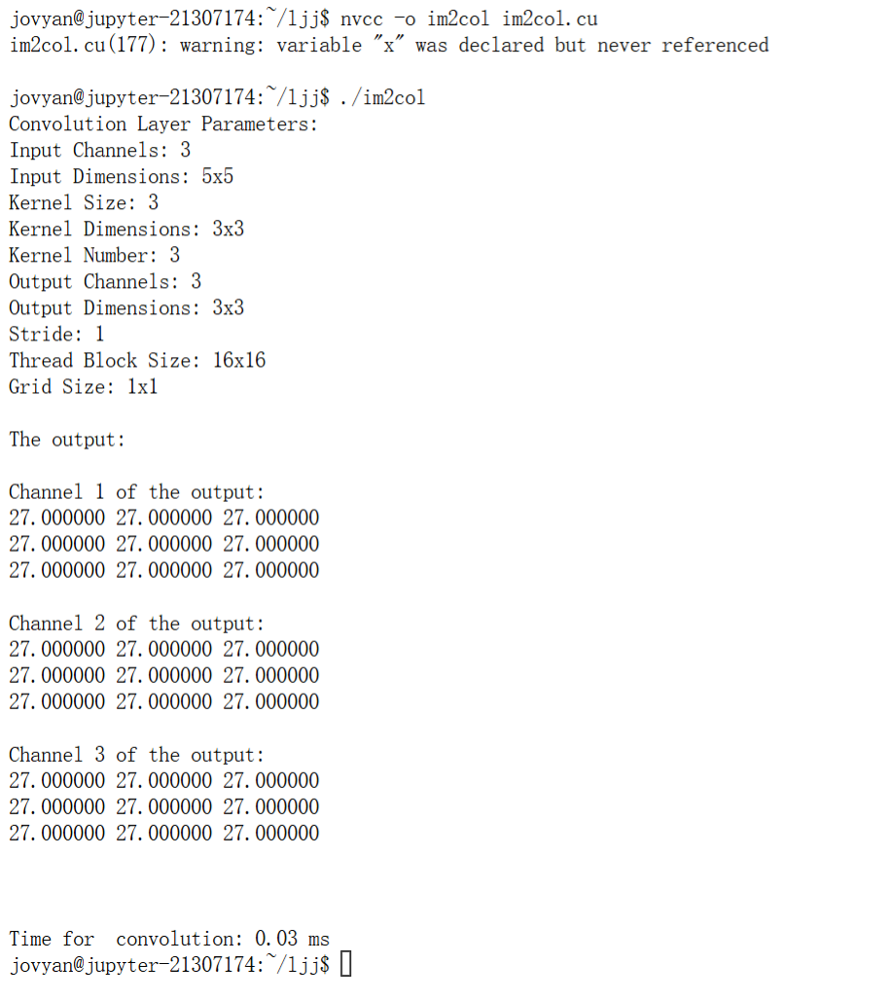 jovyan@jupyter-21307174:~/ljj$ nvcc -o im2col im2col.cu
im2col.cu(177): warning: variable "x" was declared but never referenced
jovyan@jupyter-21307174:~/ljj$ ./im2col
Convolution Layer Parameters:
Input Channels: 3
Input Dimensions: 5x5
Kernel Size: 3
Kernel Dimensions: 3x3
Kernel Number: 3
Output Channels: 3
Output Dimensions: 3x3
Stride: 1
Thread Block Size: 16x16
Grid Size: 1x1
The output:
Channel 1 of the output:
27.000000 27.000000 27.000000
27.000000 27.000000 27.000000
27.000000 27.000000 27.000000
Channel 2 of the output:
27.000000 27.000000 27.000000
27.000000 27.000000 27.000000
27.000000 27.000000 27.000000
Channel 3 of the output:
27.000000 27.000000 27.000000
27.000000 27.000000 27.000000
27.000000 27.000000 27.000000
Time for  convolution: 0.03 ms
jovyan@jupyter-21307174:~/ljj$